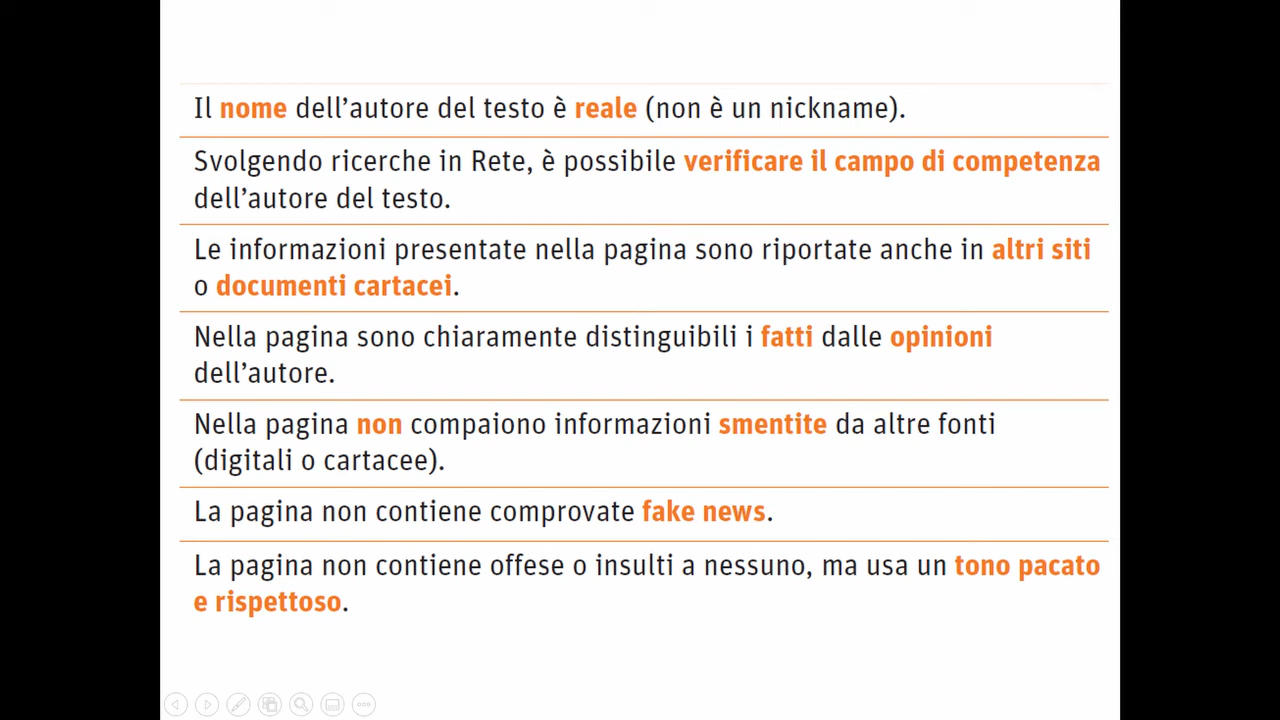 Il nome dell’autore del testo è reale (non è un nickname).
Svolgendo ricerche in Rete, è possibile verificare il campo di competenza
dell’autore del testo.
Le informazioni presentate nella pagina sono riportate anche in altri siti
o documenti cartacei.
Nella pagina sono chiaramente distinguibili i fatti dalle opinioni
dell’autore.
Nella pagina non compaiono informazioni smentite da altre fonti
(digitali o cartacee).
La pagina non contiene comprovate fake news.
La pagina non contiene offese o insulti a nessuno, ma usa un tono pacato
e rispettoso.